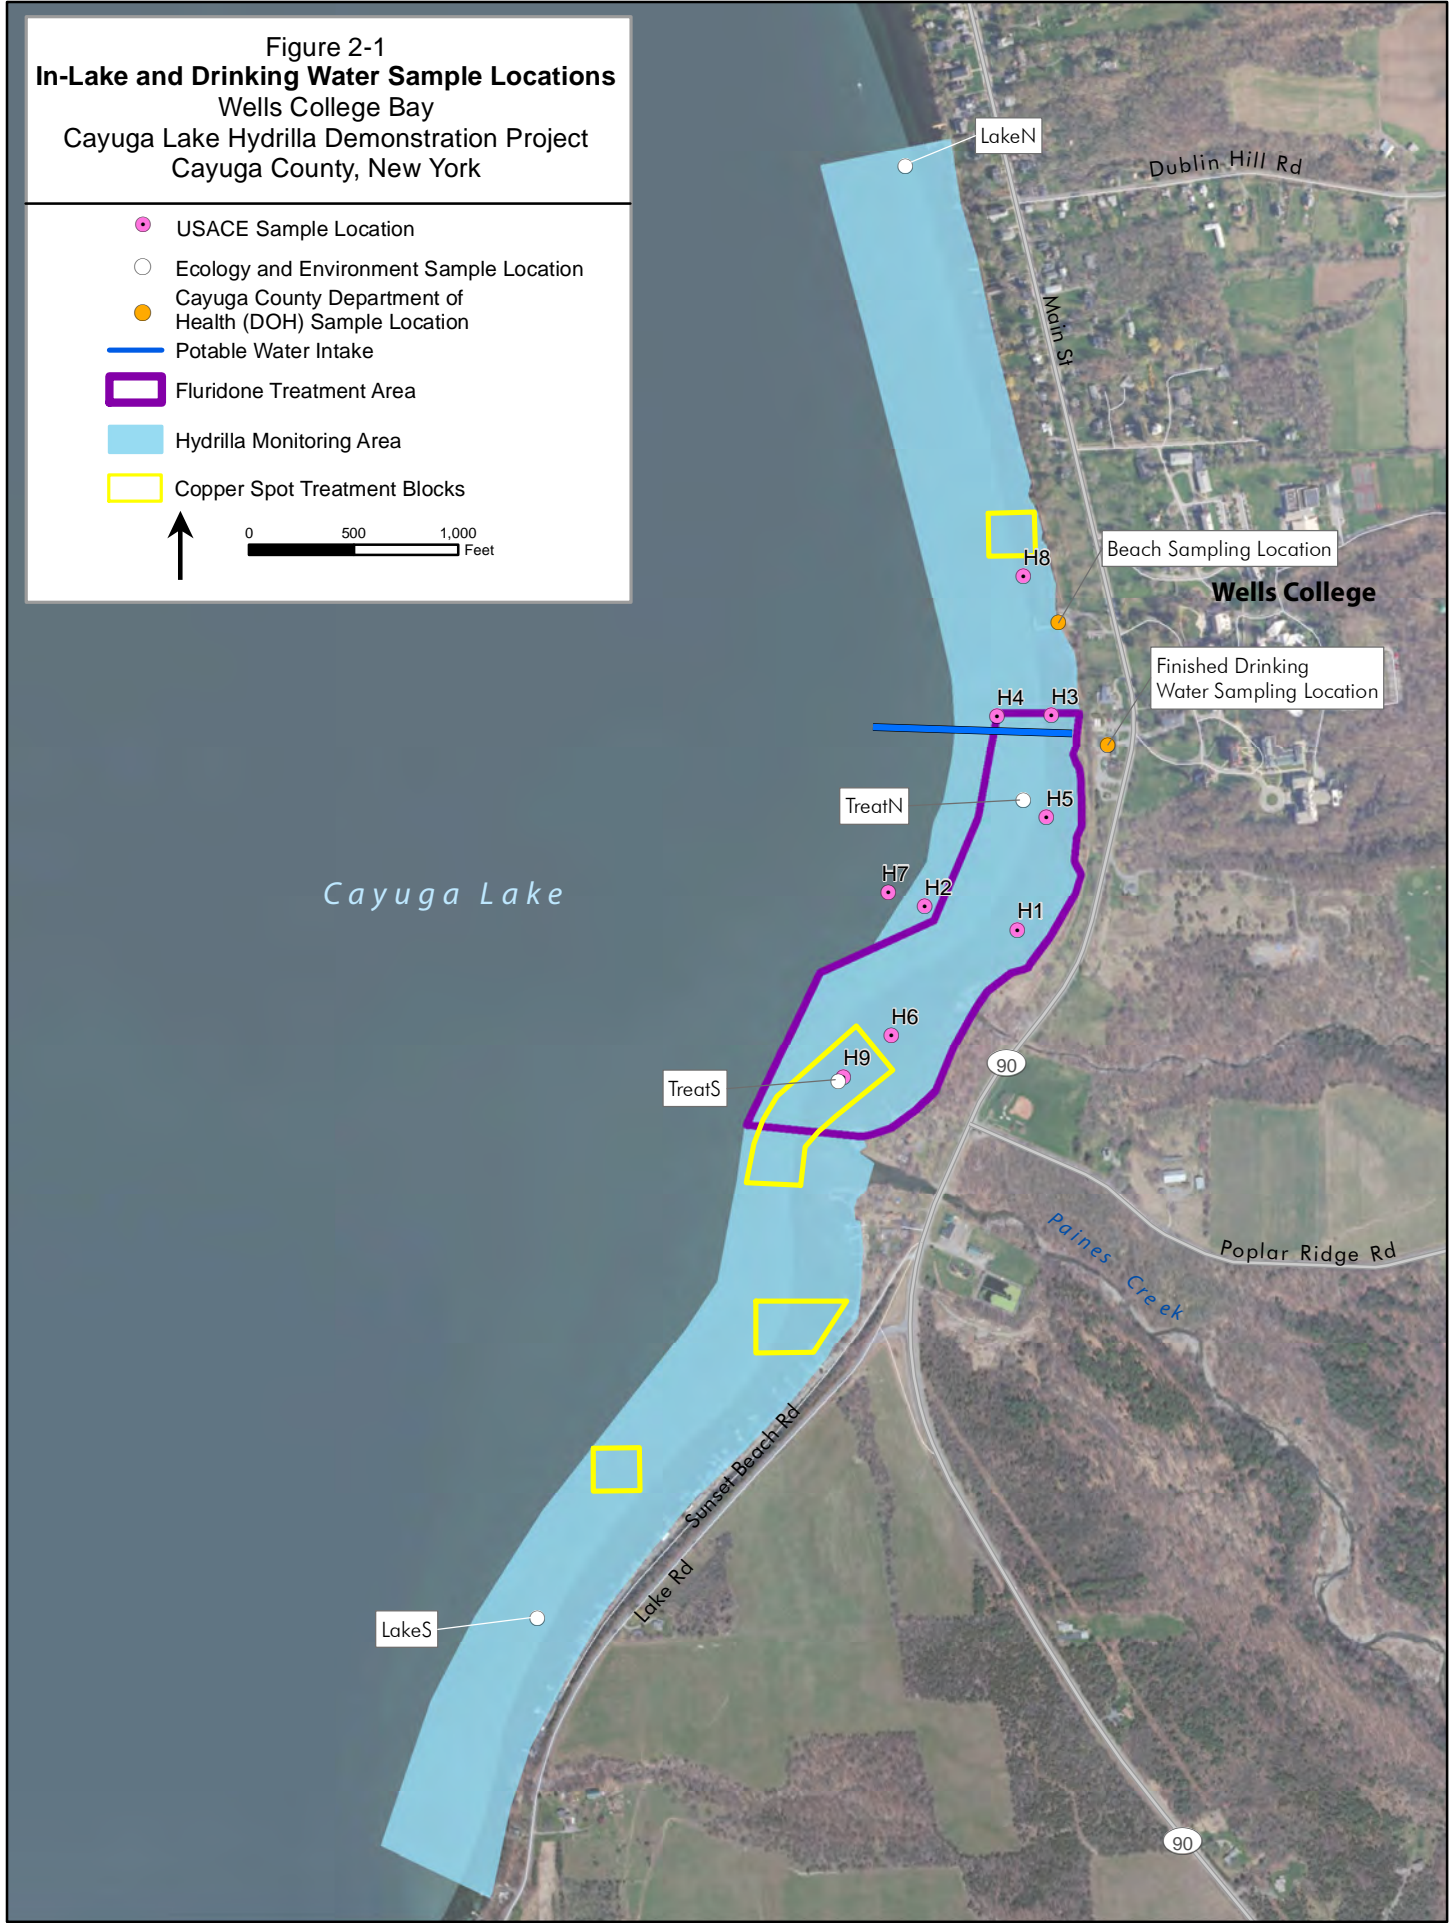 Figure 2-1
In-Lake and Drinking Water Sample Locations
Wells College Bay
Cayuga Lake Hydrilla Demonstration Project
Cayuga County, New York
USACE Sample Location
Ecology and Environment Sample Location
Cayuga County Department of
Health (DOH) Sample Location
Potable Water Intake
Fluridone Treatment Area
Hydrilla Monitoring Area
Copper Spot Treatment Blocks
0 500 1,000
Feet
LakeN
Dublin Hill Rd
Main St
H8
Beach Sampling Location
Wells College
Finished Drinking
Water Sampling Location
H4 H3
TreatN
H5
H7
H2
Cayuga Lake
H1
H6
H9
90
TreatS
Paines Creek
Poplar Ridge Rd
Sunset Beach Rd
Lake Rd
LakeS
90